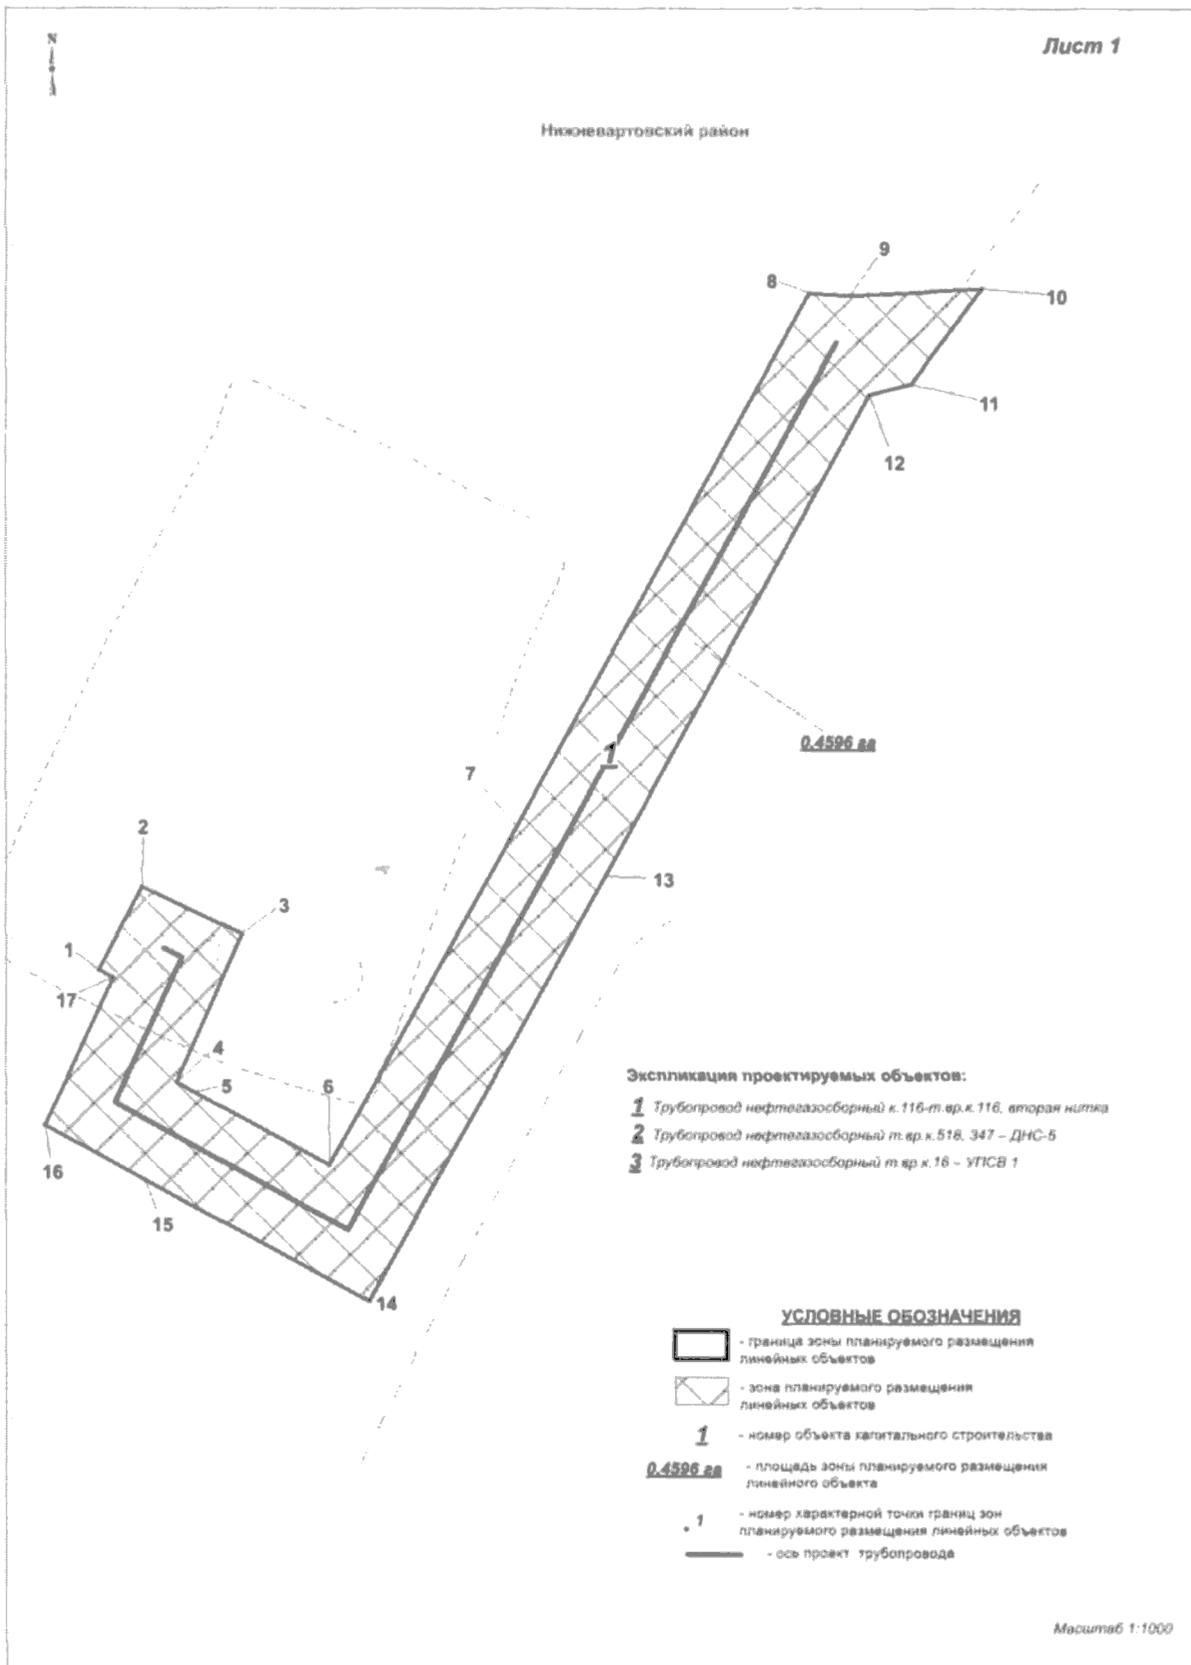 N
Лист 1
Нижневартовский район
9
8
10
11
12
0.4596 га
1
7
13
2
3
1
17
4
5
6
16
15
14
Экспликация проектируемых объектов:
1 Трубопровод нефтегазосборный к.116-т.вр.к.116, вторая нитка
2 Трубопровод нефтегазосборный т.вр.к.518, 347 – ДНС-5
3 Трубопровод нефтегазосборный т.вр.к.16 – УПСВ 1
УСЛОВНЫЕ ОБОЗНАЧЕНИЯ
- граница зоны планируемого размещения
линейных объектов
- зона планируемого размещения
линейных объектов
1 - номер объекта капитального строительства
0.4596 га - площадь зоны планируемого размещения
линейного объекта
1 - номер характерной точки границ зон
планируемого размещения линейных объектов
- ось проект трубопровода
Масштаб 1:1000